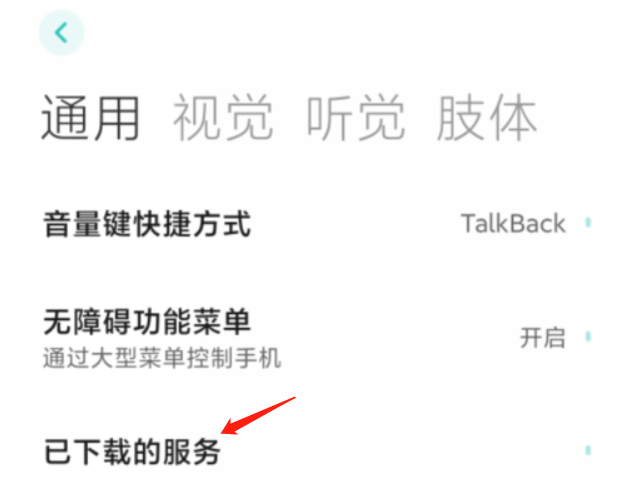 通用 视觉 听觉 肢体
音量键快捷方式 TalkBack
无障碍功能菜单
通过大型菜单控制手机 开启
已下载的服务